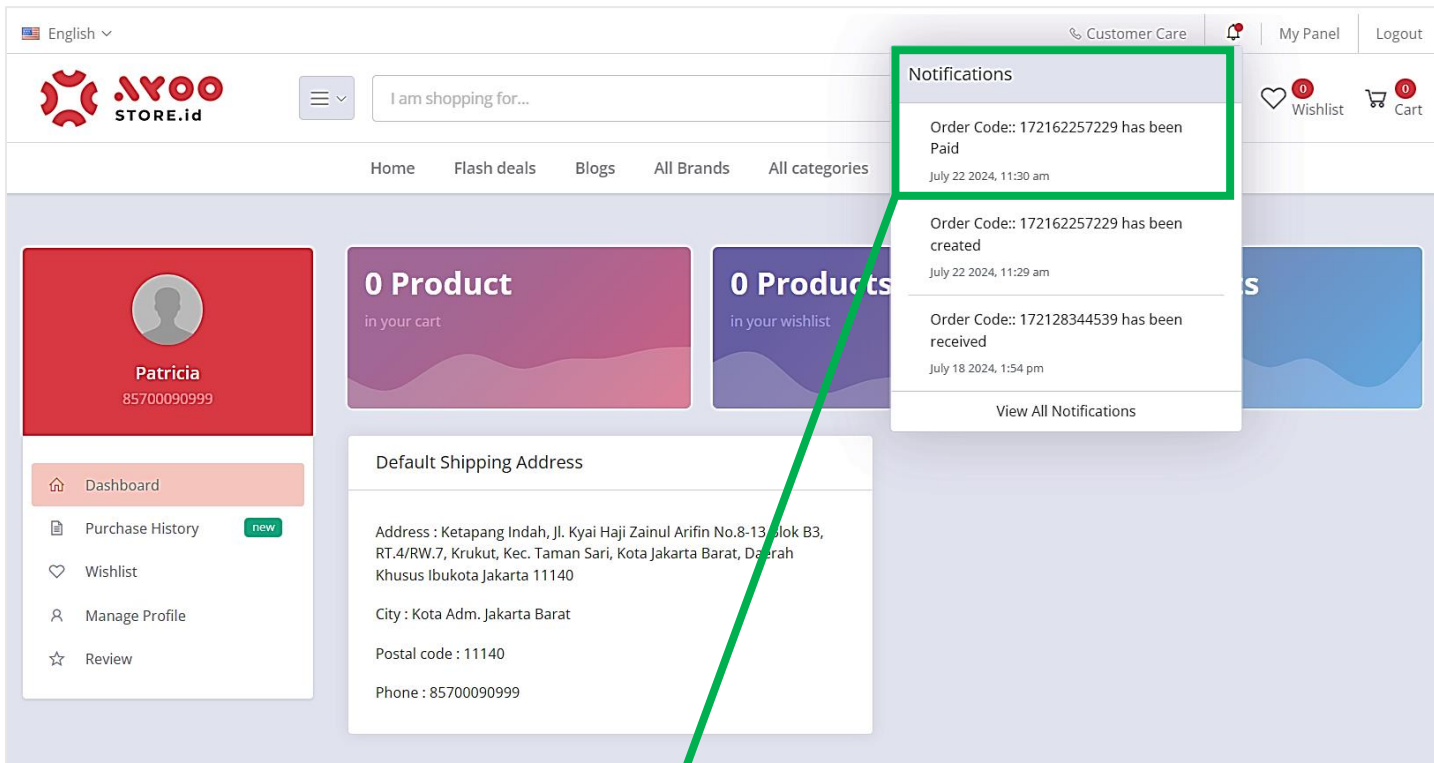 English
Customer Care
My Panel
Logout
AYOO
STORE.id
I am shopping for...
0
Wishlist
0
Cart
Home
Flash deals
Blogs
All Brands
All categories
Notifications
Order Code:: 172162257229 has been
Paid
July 22 2024, 11:30 am
Order Code:: 172162257229 has been
created
July 22 2024, 11:29 am
Order Code:: 172128344539 has been
received
July 18 2024, 1:54 pm
View All Notifications
Patricia
85700090999
Dashboard
Purchase History
new
Wishlist
Manage Profile
Review
0 Product
in your cart
0 Products
in your wishlist
s
Default Shipping Address
Address : Ketapang Indah, Jl. Kyai Haji Zainul Arifin No.8-13 Blok B3,
RT.4/RW.7, Krukut, Kec. Taman Sari, Kota Jakarta Barat, Daerah
Khusus Ibukota Jakarta 11140
City : Kota Adm. Jakarta Barat
Postal code : 11140
Phone : 85700090999